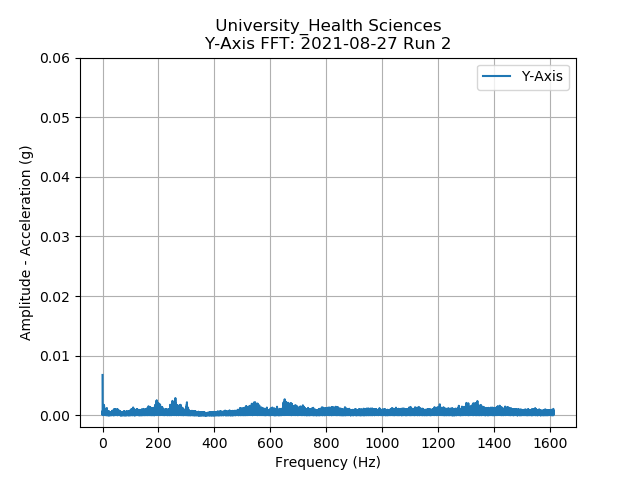 University_Health Sciences
Y-Axis FFT: 2021-08-27 Run 2
Y-Axis
0.06
0.05
0.04
0.03
0.02
0.01
0.00
Amplitude - Acceleration (g)
0 200 400 600 800 1000 1200 1400 1600
Frequency (Hz)